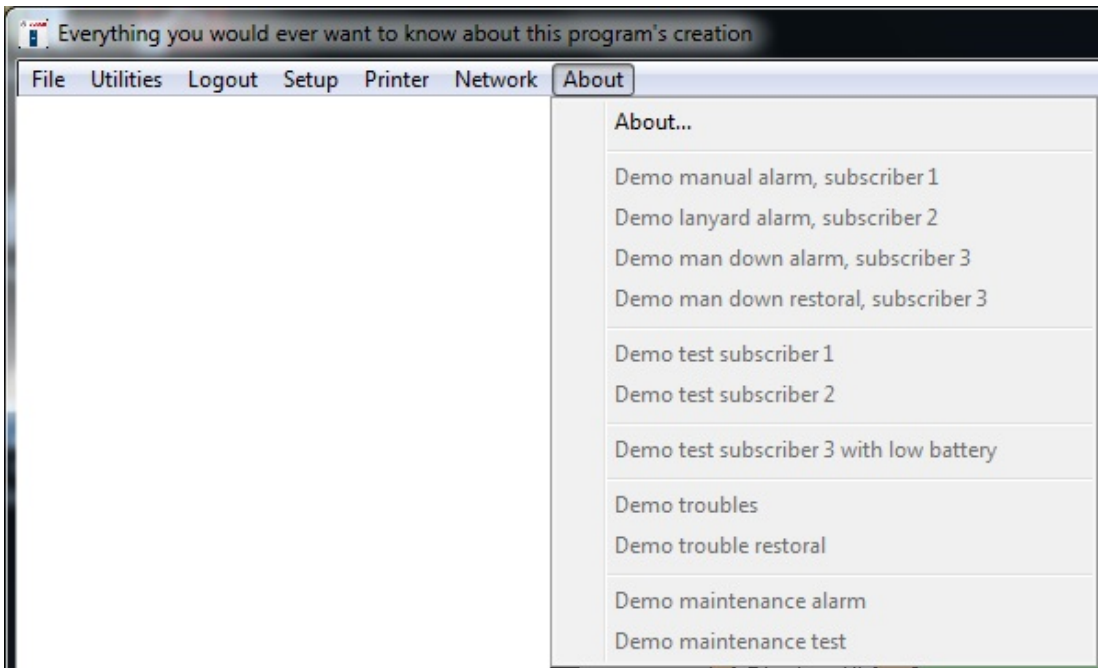 Everything you would ever want to know about this program's creation
File Utilities Logout Setup Printer Network About
About...
Demo manual alarm, subscriber 1
Demo lanyard alarm, subscriber 2
Demo man down alarm, subscriber 3
Demo man down restoral, subscriber 3
Demo test subscriber 1
Demo test subscriber 2
Demo test subscriber 3 with low battery
Demo troubles
Demo trouble restoral
Demo maintenance alarm
Demo maintenance test